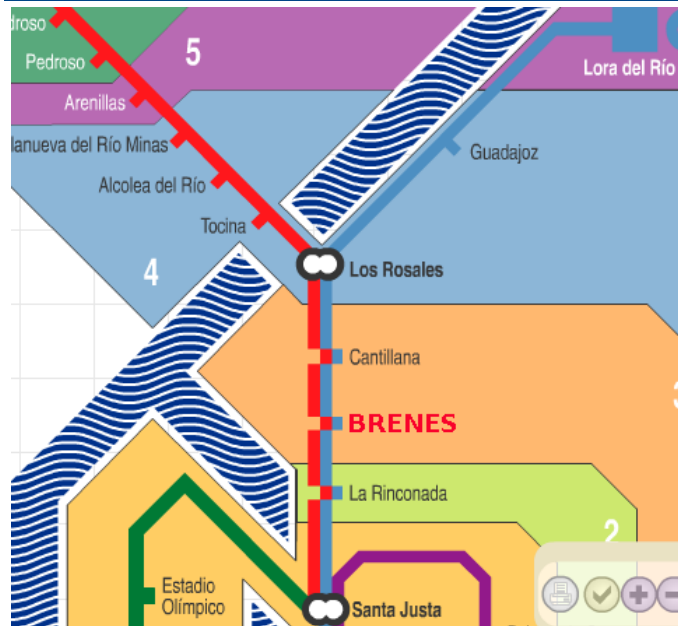 droso
5
Pedroso
Lora del Río
Arenillas
lanueva del Río Minas
Guadajoz
Alcolea del Río
Tocina
4
Los Rosales
Cantillana
3
BRENES
La Rinconada
2
Estadio
Olímpico
Santa Justa